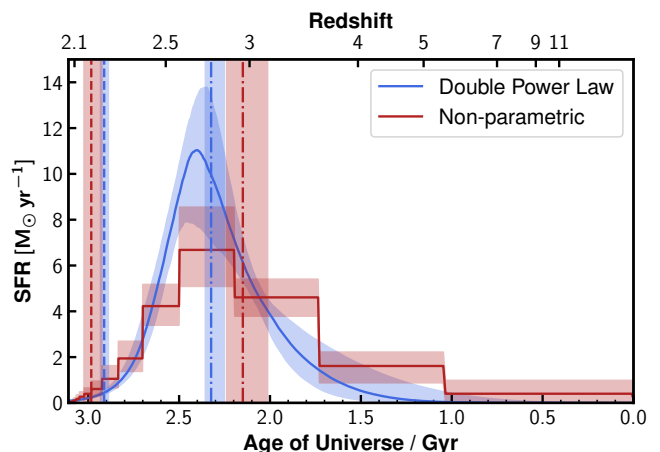 Redshift
2.1 2.5 3 4 5 7 9 11
14
12
10
8
6
4
2
0
SFR [M⊙ yr⁻¹]
Double Power Law
Non-parametric
3.0 2.5 2.0 1.5 1.0 0.5 0.0
Age of Universe / Gyr